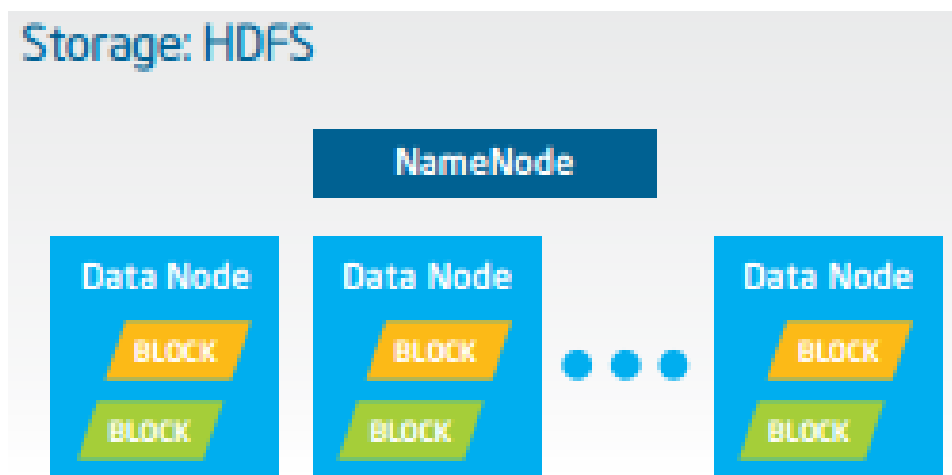 Storage: HDFS
NameNode
Data Node
BLOCK
BLOCK
Data Node
BLOCK
BLOCK
Data Node
BLOCK
BLOCK